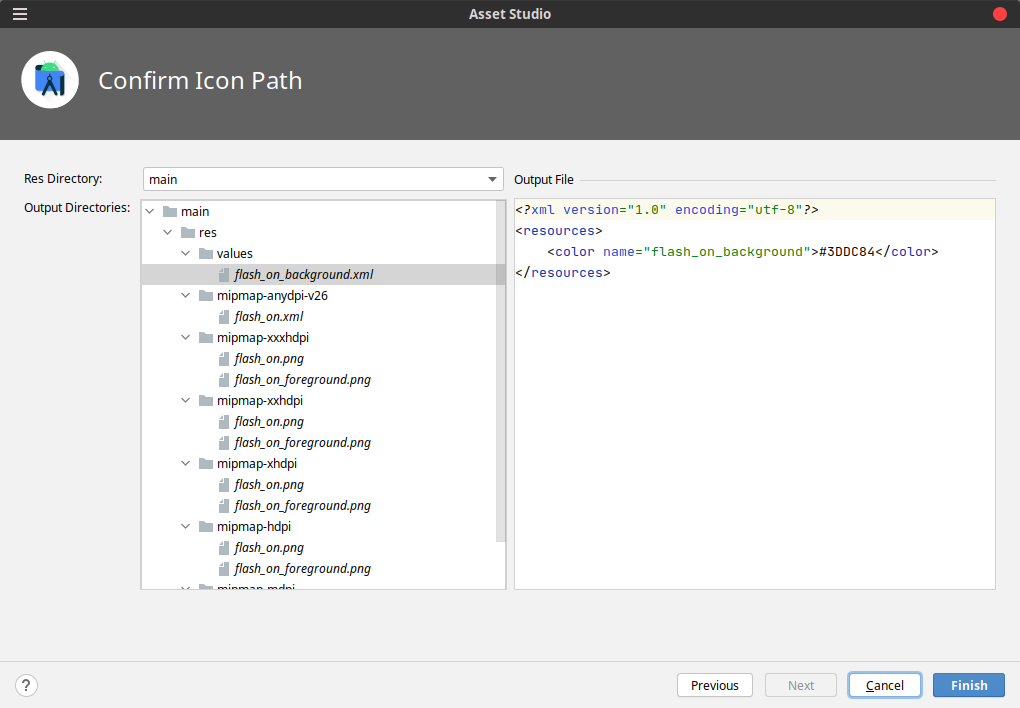 Asset Studio
Confirm Icon Path
Res Directory:
main
Output Directories:
main
res
values
flash_on_background.xml
mipmap-anydpi-v26
flash_on.xml
mipmap-xxxhdpi
flash_on.png
flash_on_foreground.png
mipmap-xxhdpi
flash_on.png
flash_on_foreground.png
mipmap-xhdpi
flash_on.png
flash_on_foreground.png
mipmap-hdpi
flash_on.png
flash_on_foreground.png
mipmap-mdpi
Output File
<?xml version="1.0" encoding="utf-8"?>
<resources>
    <color name="flash_on_background">#3DDC84</color>
</resources>
?
Previous
Next
Cancel
Finish